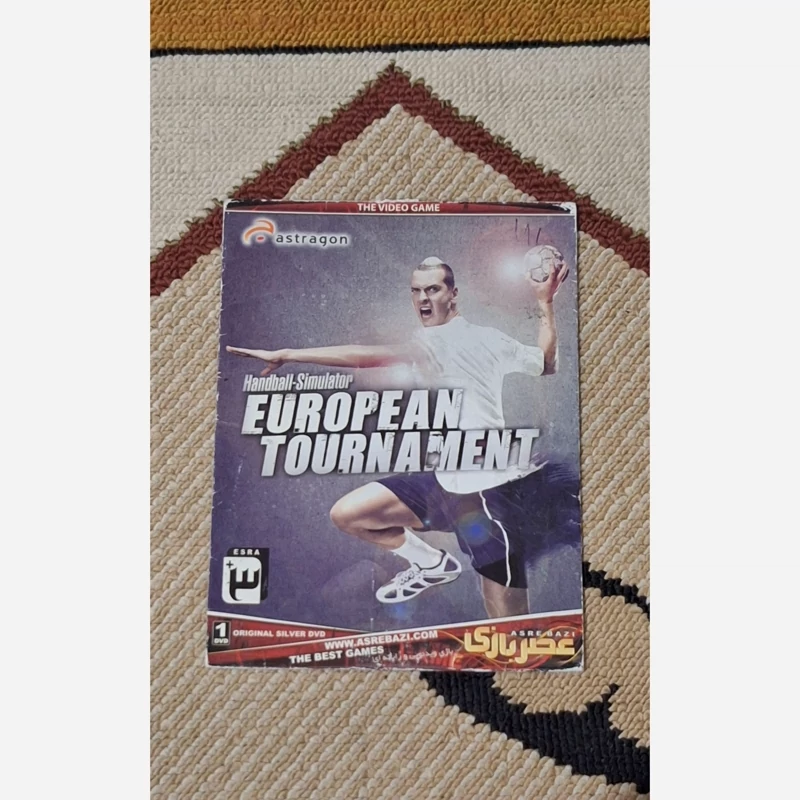 THE VIDEO GAME
astragon
Handball-Simulator
EUROPEAN
TOURNAMENT
ESRA
+3
1
DVD
ORIGINAL SILVER DVD
WWW.ASREBAZI.COM
THE BEST GAMES
ASRE BAZI
عصر بازی